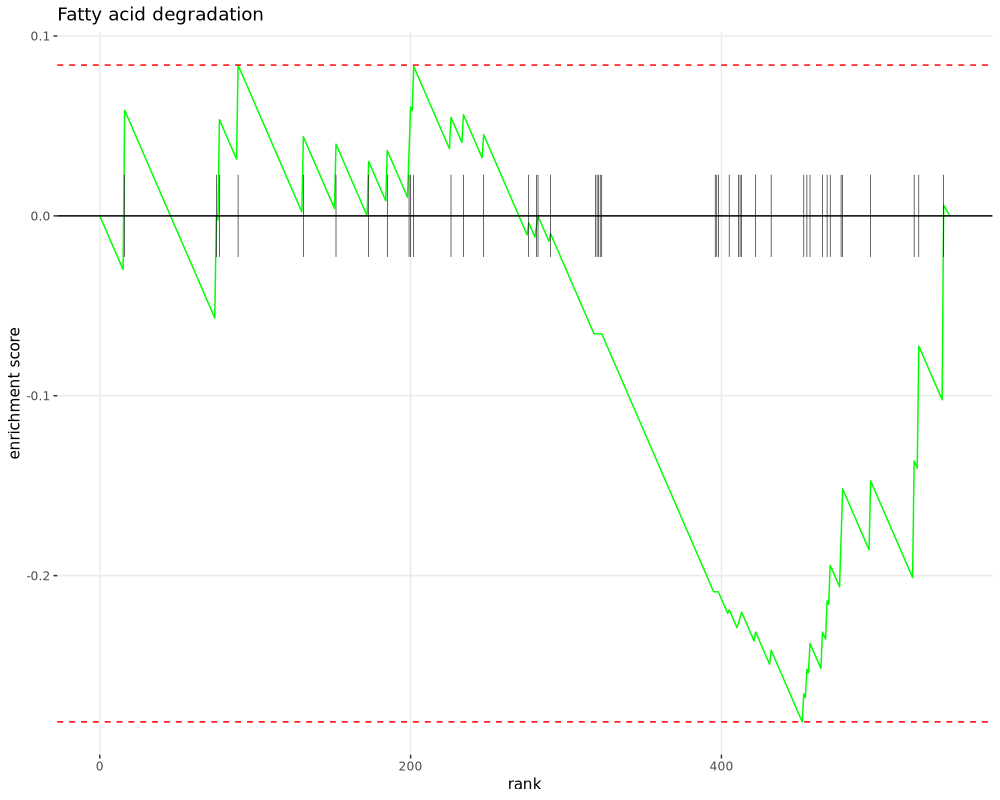 Fatty acid degradation
0.1
0.0
-0.1
-0.2
enrichment score
0
200
400
rank